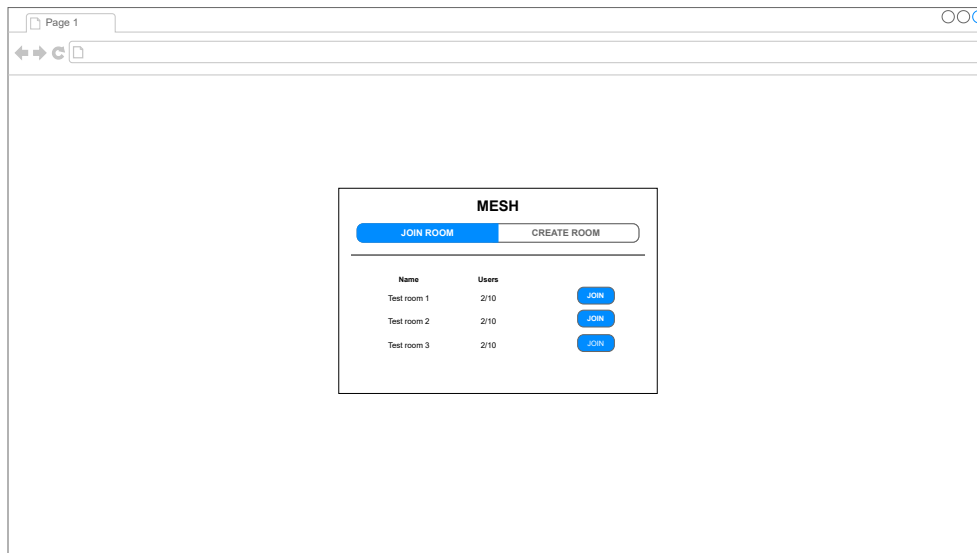 Page 1
MESH
JOIN ROOM CREATE ROOM
Name Users
Test room 1 2/10 JOIN
Test room 2 2/10 JOIN
Test room 3 2/10 JOIN